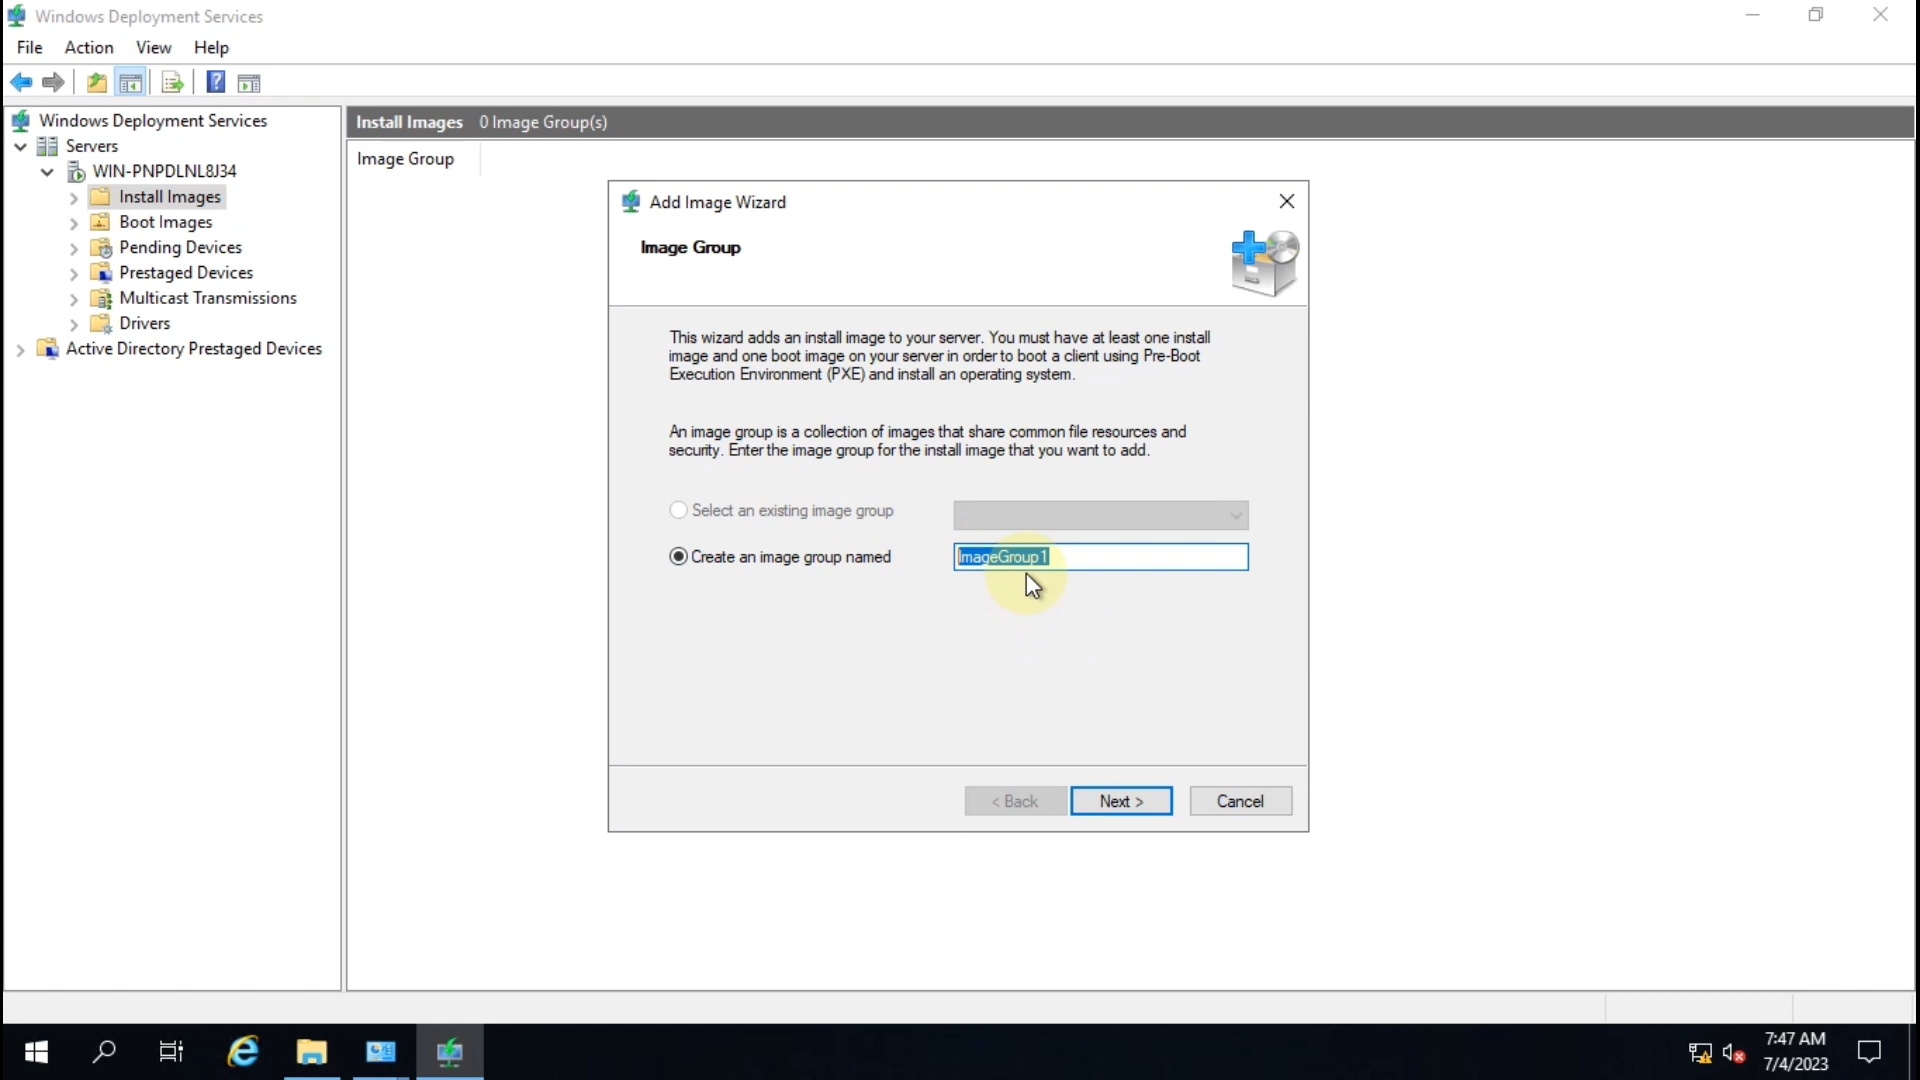 Windows Deployment Services
File Action View Help
Windows Deployment Services
Servers
WIN-PNPDLNL8J34
Install Images
Boot Images
Pending Devices
Prestaged Devices
Multicast Transmissions
Drivers
Active Directory Prestaged Devices
Install Images 0 Image Group(s)
Image Group
Add Image Wizard
Image Group
This wizard adds an install image to your server. You must have at least one install
image and one boot image on your server in order to boot a client using Pre-Boot
Execution Environment (PXE) and install an operating system.
An image group is a collection of images that share common file resources and
security. Enter the image group for the install image that you want to add.
Select an existing image group
Create an image group named ImageGroup1
< Back Next > Cancel
7:47 AM
7/4/2023